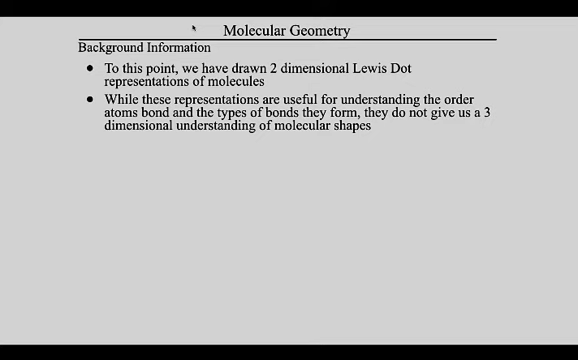 Molecular Geometry
Background Information
● To this point, we have drawn 2 dimensional Lewis Dot
representations of molecules
● While these representations are useful for understanding the order
atoms bond and the types of bonds they form, they do not give us a 3
dimensional understanding of molecular shapes